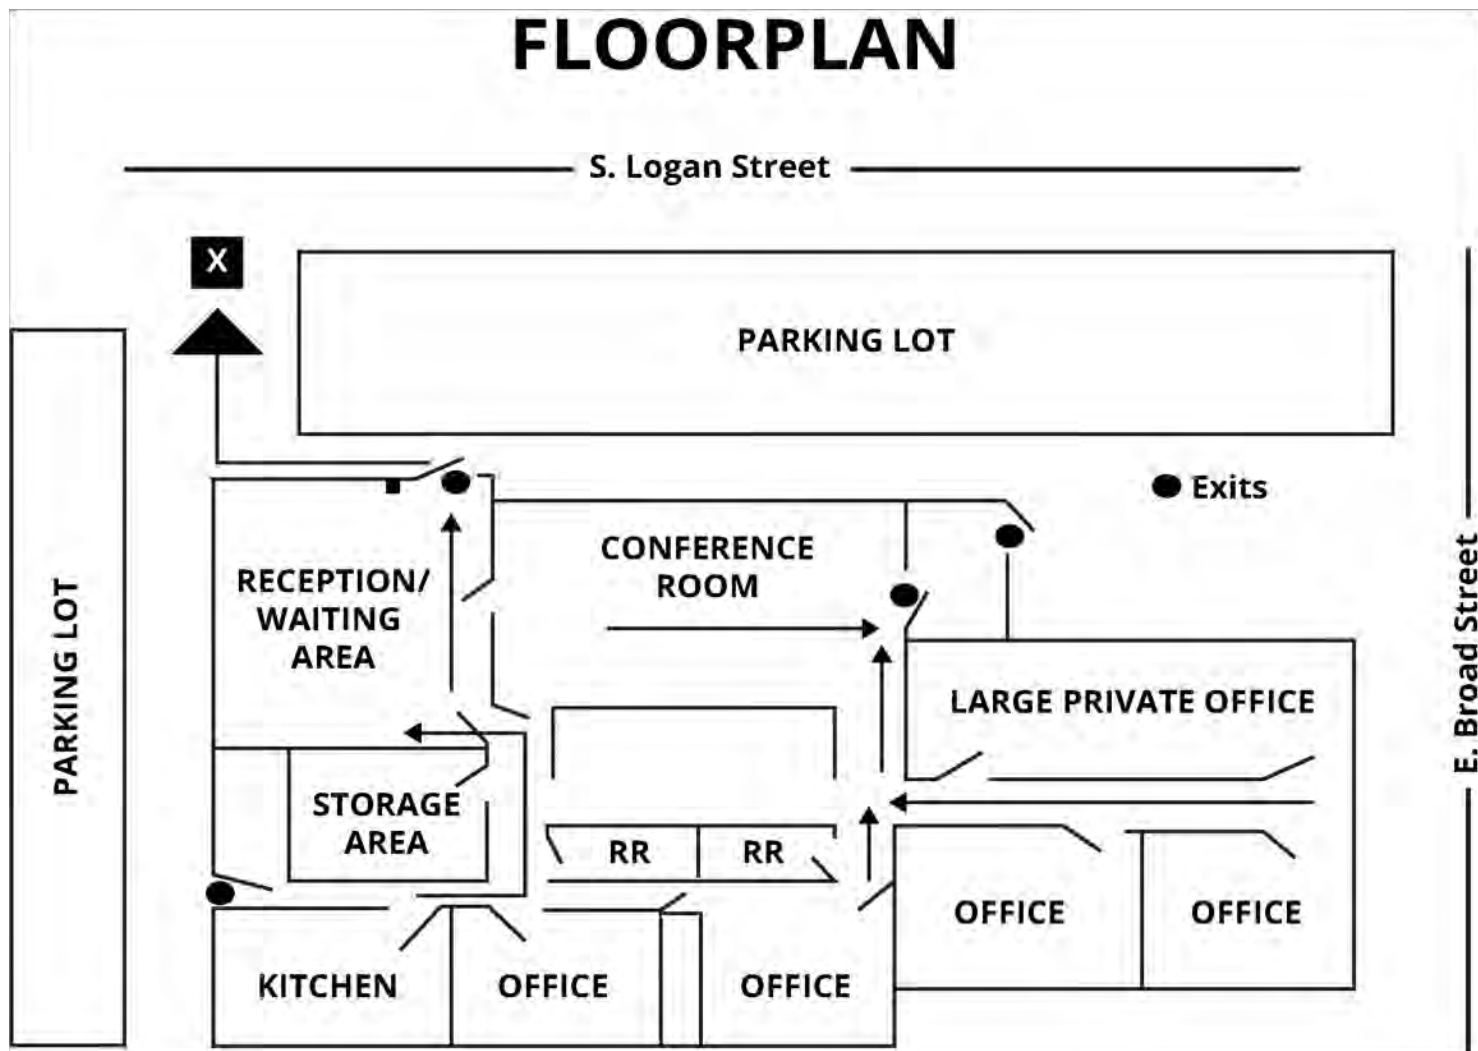 FLOORPLAN
S. Logan Street
X
PARKING LOT
Exits
CONFERENCE
ROOM
RECEPTION/
WAITING
AREA
PARKING LOT
E. Broad Street
LARGE PRIVATE OFFICE
STORAGE
AREA
RR
RR
OFFICE
OFFICE
KITCHEN
OFFICE
OFFICE